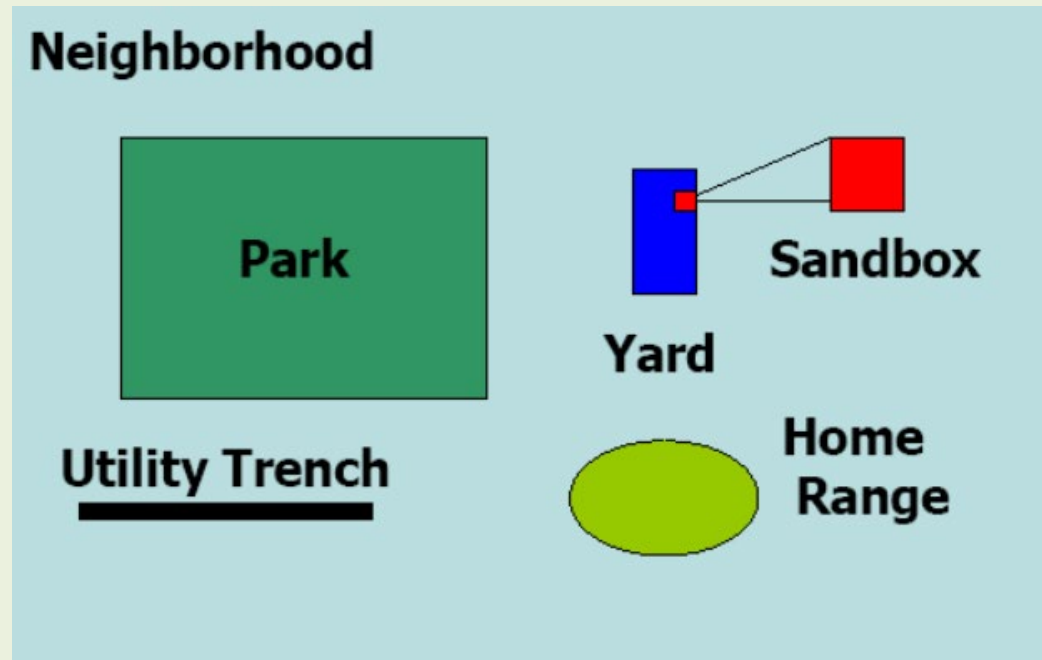 Neighborhood
Park
Sandbox
Yard
Utility Trench
Home
Range